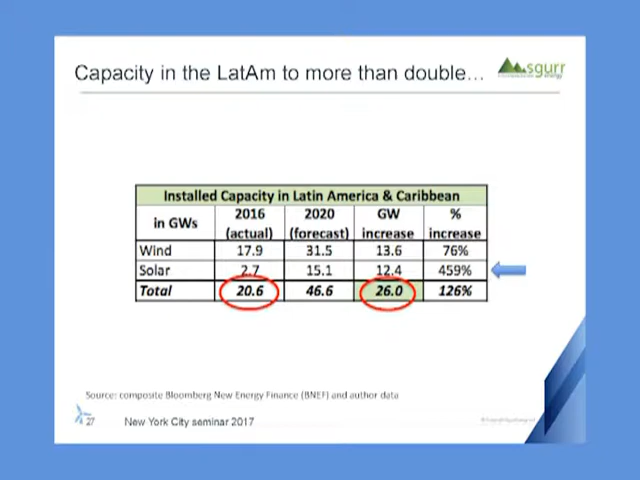 Capacity in the LatAm to more than double...
sgurr
energy
Installed Capacity in Latin America & Caribbean
in GWs 2016 (actual) 2020 (forecast) GW increase % increase
Wind 17.9 31.5 13.6 76%
Solar 2.7 15.1 12.4 459%
Total 20.6 46.6 26.0 126%
Source: composite Bloomberg New Energy Finance (BNEF) and author data
27 New York City seminar 2017